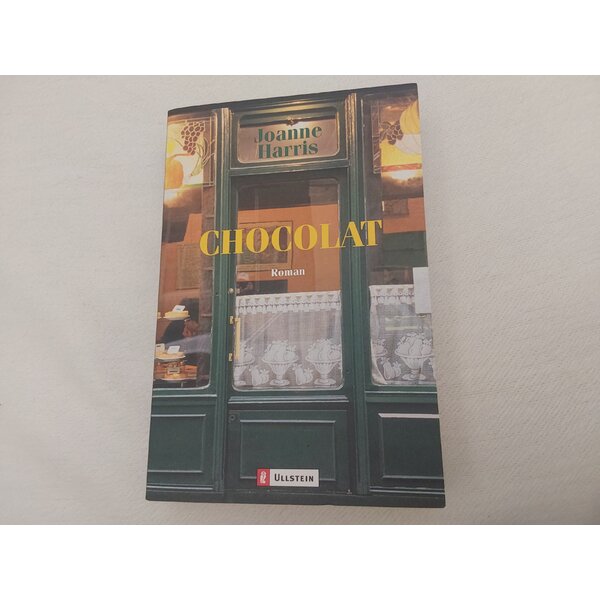 Joanne
Harris
CHOCOLAT
Roman
ULLSTEIN